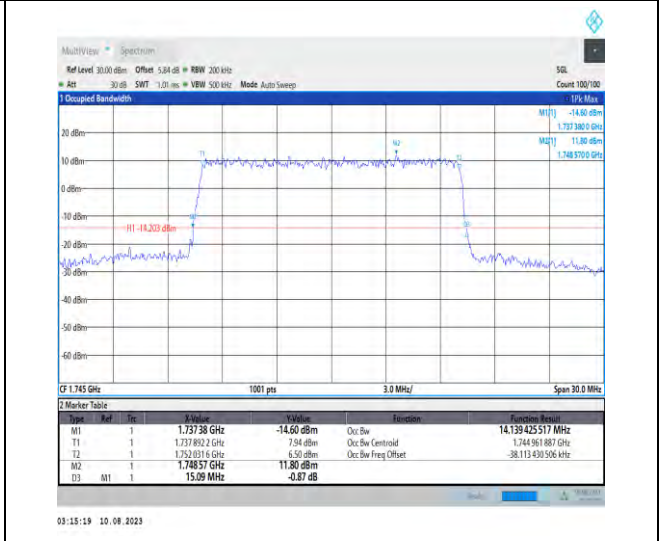 MultiView Spectrum
Ref Level 30.00 dBm Offset 5.84 dB RBW 200 kHz SGL
Att 30 dB SWT 1.01 ms VBW 500 kHz Mode Auto Sweep Count 100/100
1 Occupied Bandwidth 1Pk Max
M1[1] -14.60 dBm
1.737 380 0 GHz
M2[1] 11.80 dBm
1.748 570 0 GHz
20 dBm
M2
T1
10 dBm
0 dBm
-10 dBm
H1 -14.203 dBm
-20 dBm
-30 dBm
-40 dBm
-50 dBm
-60 dBm
CF 1.745 GHz 1001 pts 3.0 MHz/ Span 30.0 MHz
2 Marker Table
Type Ref Trc X-Value Y-Value Function Function Result
M1 1 1.737 38 GHz -14.60 dBm Occ Bw 14.139 425 517 MHz
T1 1 1.737 892 2 GHz 7.94 dBm Occ Bw Centroid 1.744 961 887 GHz
T2 1 1.752 031 6 GHz 6.50 dBm Occ Bw Freq Offset -38.113 430 506 kHz
M2 1 1.748 57 GHz 11.80 dBm
D3 M1 1 15.09 MHz -0.87 dB
03:15:19 10.08.2023